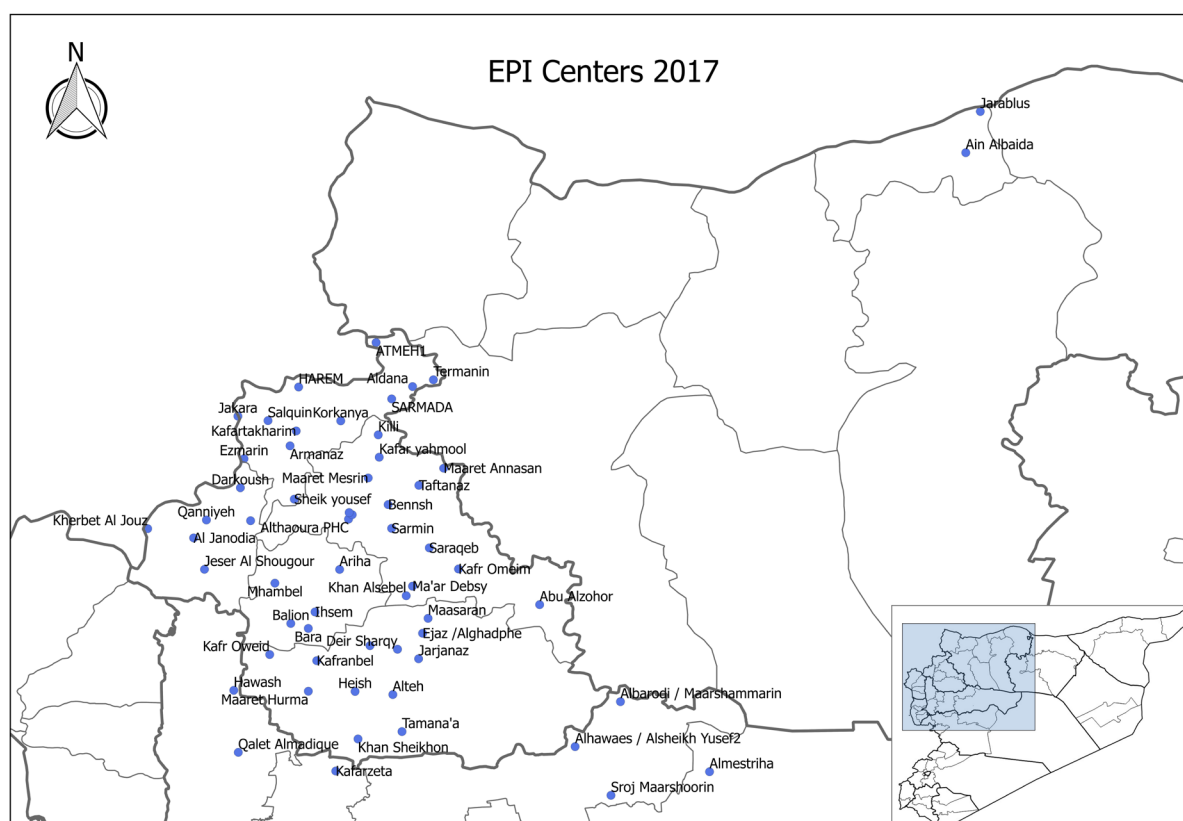 N
EPI Centers 2017
Jarablus
Ain Albaida
ATMEH1
HAREM
Aldana
Termanin
SARMADA
Jakara
Salquin
Korkanya
Kafartakharim
Killi
Ezmarin
Armanaz
Kafar yahmool
Darkoush
Maaret Mesrin
Maaret Annasan
Taftanaz
Sheik yousef
Bennsh
Kherbet Al Jouz
Qanniyeh
Althaoura PHC
Sarmin
Al Janodia
Saraqeb
Jeser Al Shougour
Ariha
Kafr Omeim
Mhambel
Khan Alsebel
Ma'ar Debsy
Abu Alzohor
Balion
Ihsem
Maasaran
Bara
Deir Sharqy
Ejaz /Alghadphe
Kafr Oweid
Kafranbel
Jarjanaz
Hawash
Maaret Hurma
Heish
Alteh
Albarodi / Maarshammarin
Tamana'a
Qalet Almadique
Khan Sheikhon
Alhawaes / Alsheikh Yusef2
Kafarzeta
Almestriha
Sroj Maarshoorin